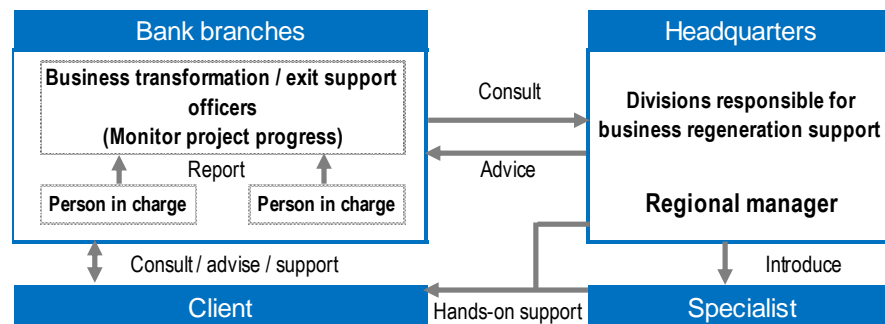 Bank branches
Business transformation / exit support
officers
(Monitor project progress)
Report
Person in charge
Person in charge
Consult
Advice
Headquarters
Divisions responsible for
business regeneration support
Regional manager
Consult / advise / support
Introduce
Client
Hands-on support
Specialist